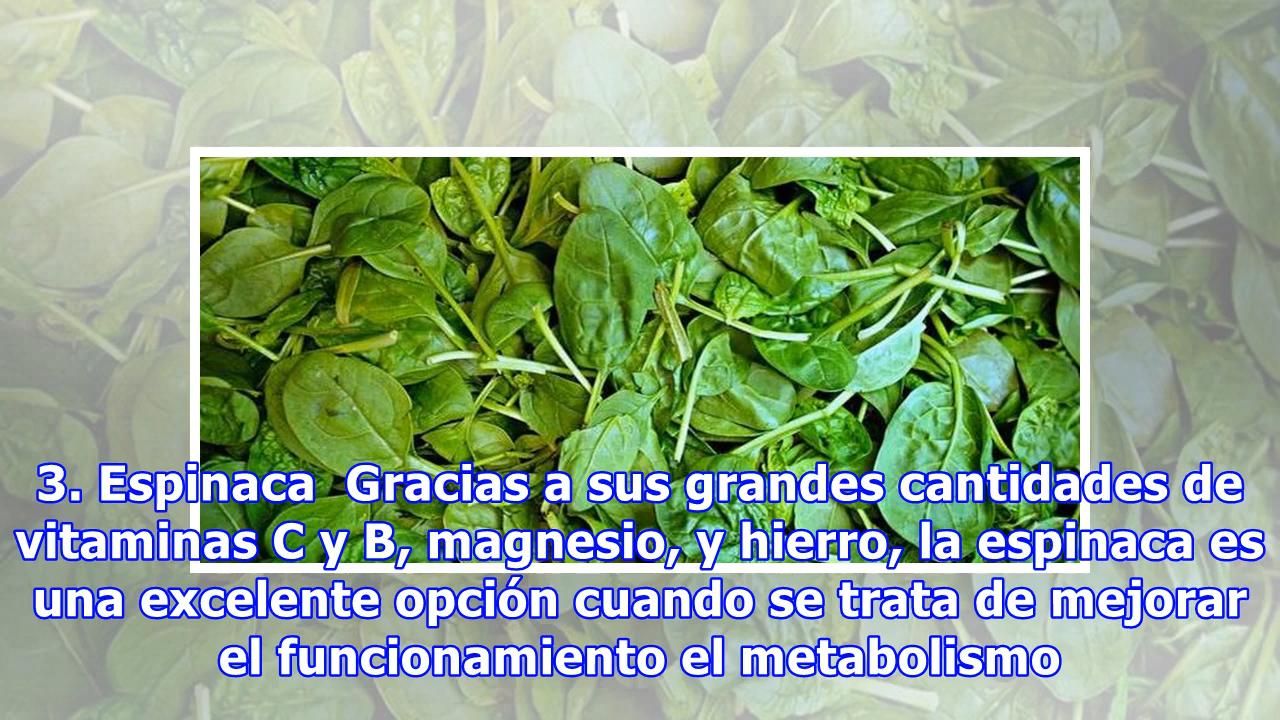 3. Espinaca  Gracias a sus grandes cantidades de
vitaminas C y B, magnesio, y hierro, la espinaca es
una excelente opción cuando se trata de mejorar
el funcionamiento el metabolismo